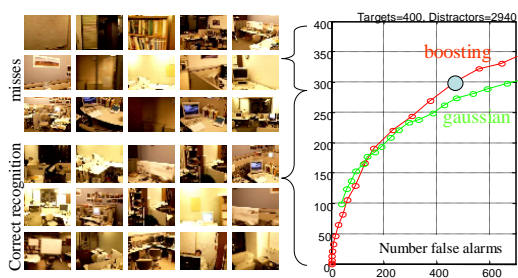 misses
Correct recognition
Targets=400, Distractors=2940
400
350
300
250
200
150
100
50
0
boosting
gaussian
Number false alarms
0
200
400
600